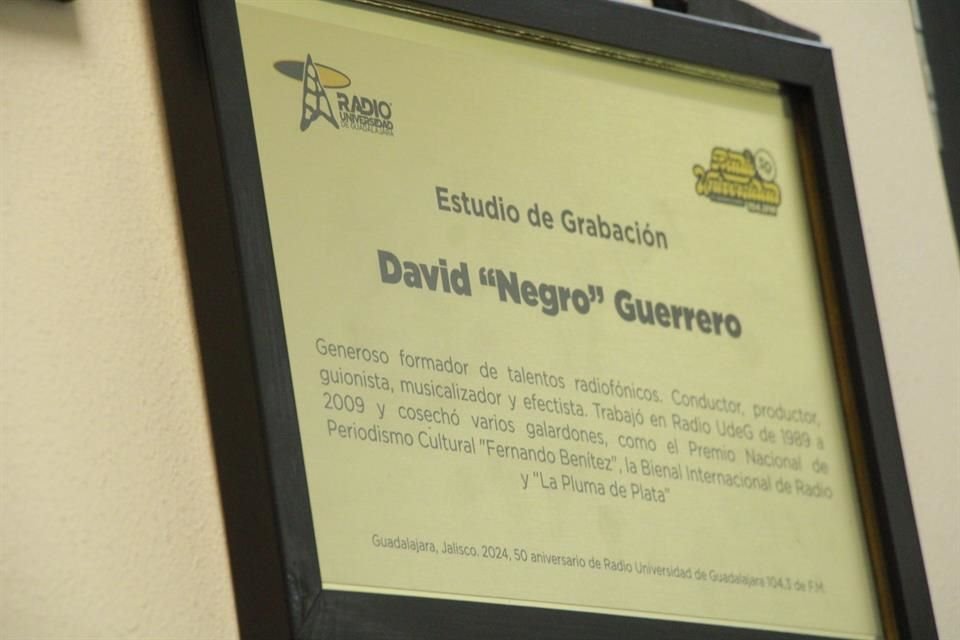 RADIO
UNIVERSIDAD
DE GUADALAJARA
Radio
Universidad
50
Estudio de Grabación
David “Negro” Guerrero
Generoso formador de talentos radiofónicos. Conductor, productor,
guionista, musicalizador y efectista. Trabajó en Radio UdeG de 1989 a
2009 y cosechó varios galardones, como el Premio Nacional de
Periodismo Cultural "Fernando Benítez", la Bienal Internacional de Radio
y "La Pluma de Plata"
Guadalajara, Jalisco. 2024, 50 aniversario de Radio Universidad de Guadalajara 104.3 de F.M.